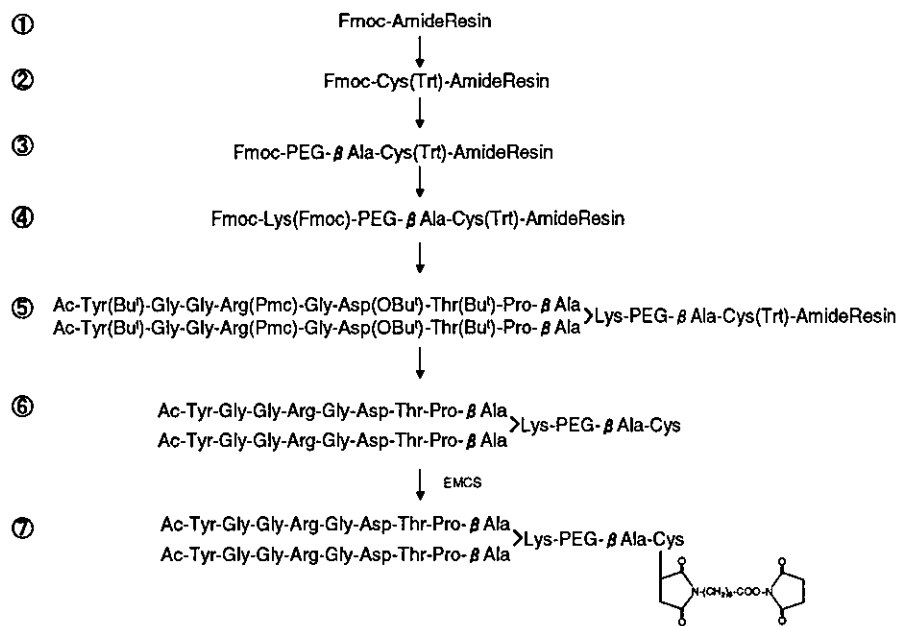 ① Fmoc-AmideResin
② Fmoc-Cys(Trt)-AmideResin
③ Fmoc-PEG-βAla-Cys(Trt)-AmideResin
④ Fmoc-Lys(Fmoc)-PEG-βAla-Cys(Trt)-AmideResin
⑤ Ac-Tyr(Buᵗ)-Gly-Gly-Arg(Pmc)-Gly-Asp(OBuᵗ)-Thr(Buᵗ)-Pro-βAla
Ac-Tyr(Buᵗ)-Gly-Gly-Arg(Pmc)-Gly-Asp(OBuᵗ)-Thr(Buᵗ)-Pro-βAla
>Lys-PEG-βAla-Cys(Trt)-AmideResin
⑥ Ac-Tyr-Gly-Gly-Arg-Gly-Asp-Thr-Pro-βAla
Ac-Tyr-Gly-Gly-Arg-Gly-Asp-Thr-Pro-βAla
>Lys-PEG-βAla-Cys
EMCS
⑦ Ac-Tyr-Gly-Gly-Arg-Gly-Asp-Thr-Pro-βAla
Ac-Tyr-Gly-Gly-Arg-Gly-Asp-Thr-Pro-βAla
>Lys-PEG-βAla-Cys
O O
N-(CH₂) -COO-N
O O